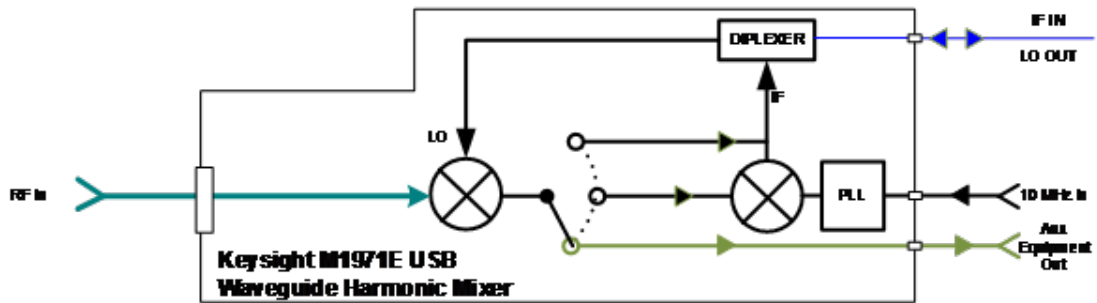 IF IN
DIPLEXER
LO OUT
IF
LO
RF In
PLL
10 MHz In
Aux
Equipment
Out
Keysight M1971E USB
Waveguide Harmonic Mixer